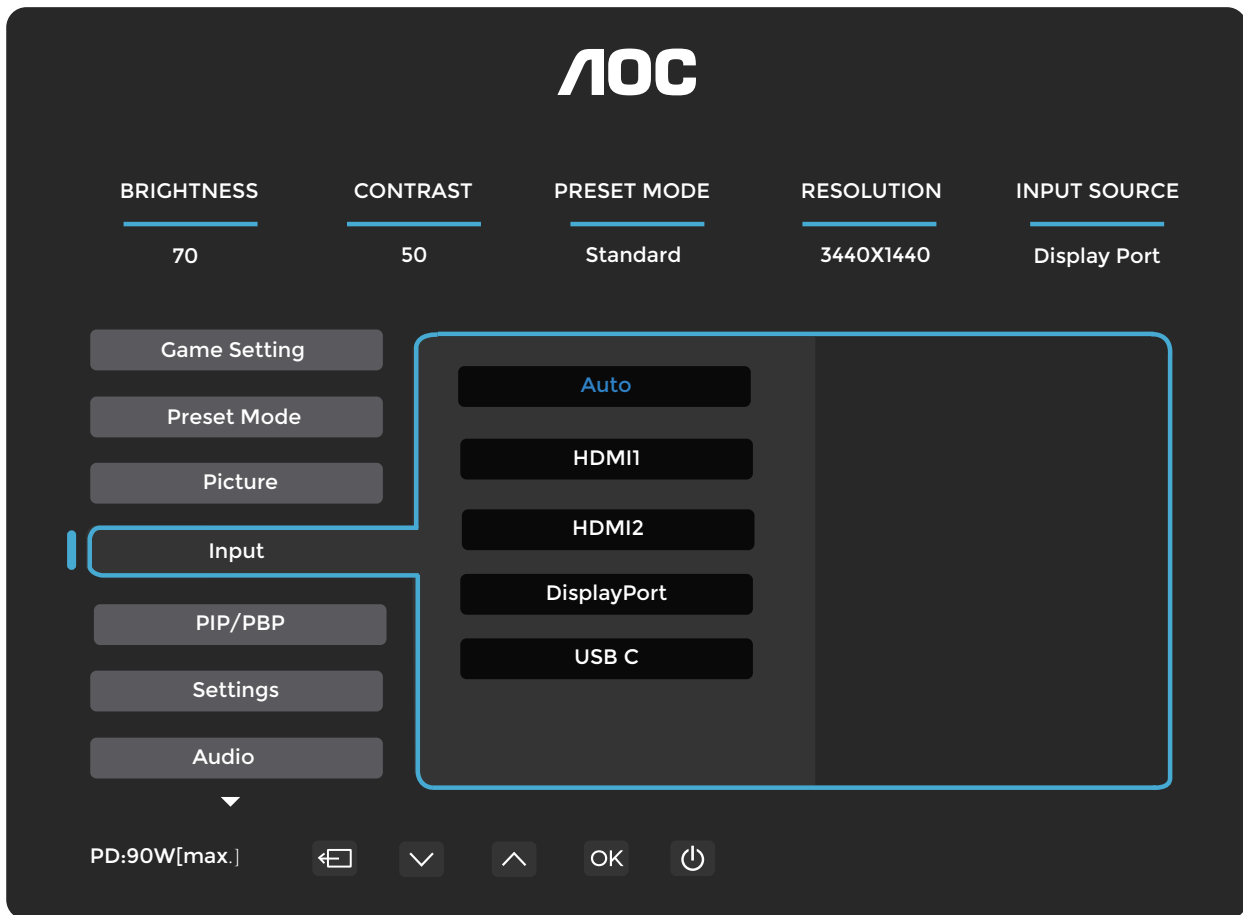 AOC
BRIGHTNESS CONTRAST PRESET MODE RESOLUTION INPUT SOURCE
70 50 Standard 3440X1440 Display Port
Game Setting
Preset Mode
Picture
Input
PIP/PBP
Settings
Audio
Auto
HDMI1
HDMI2
DisplayPort
USB C
PD:90W[max.] OK